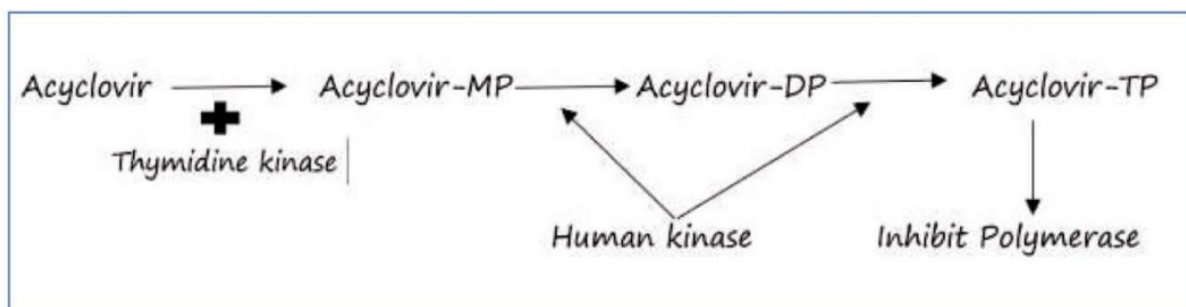 Acyclovir Acyclovir-MP Acyclovir-DP Acyclovir-TP
Thymidine kinase
Human kinase Inhibit Polymerase